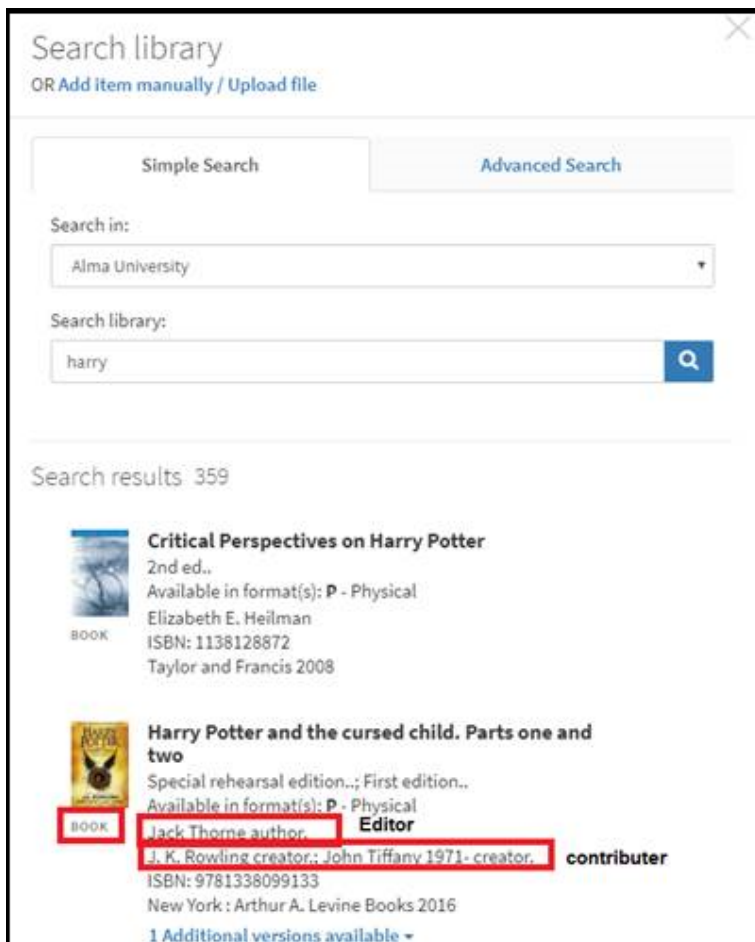 Search library
OR Add item manually / Upload file
Simple Search
Advanced Search
Search in:
Alma University
Search library:
harry
Search results 359
Critical Perspectives on Harry Potter
2nd ed..
Available in format(s): P - Physical
Elizabeth E. Heilman
ISBN: 1138128872
Taylor and Francis 2008
BOOK
HARRY POTTER
Harry Potter and the cursed child. Parts one and
two
Special rehearsal edition..; First edition..
Available in format(s): P - Physical
BOOK
Jack Thorne author.
Editor
J. K. Rowling creator.; John Tiffany 1971- creator.
contributer
ISBN: 9781338099133
New York : Arthur A. Levine Books 2016
1 Additional versions available